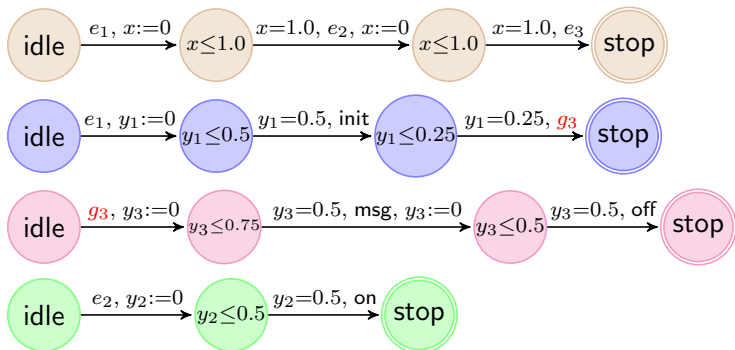 e₁, x:=0 x=1.0, e₂, x:=0 x=1.0, e₃
idle x≤1.0 x≤1.0 stop
e₁, y₁:=0 y₁=0.5, init y₁=0.25, g₃
idle y₁≤0.5 y₁≤0.25 stop
g₃, y₃:=0 y₃=0.5, msg, y₃:=0 y₃=0.5, off
idle y₃≤0.75 y₃≤0.5 stop
e₂, y₂:=0 y₂=0.5, on
idle y₂≤0.5 stop